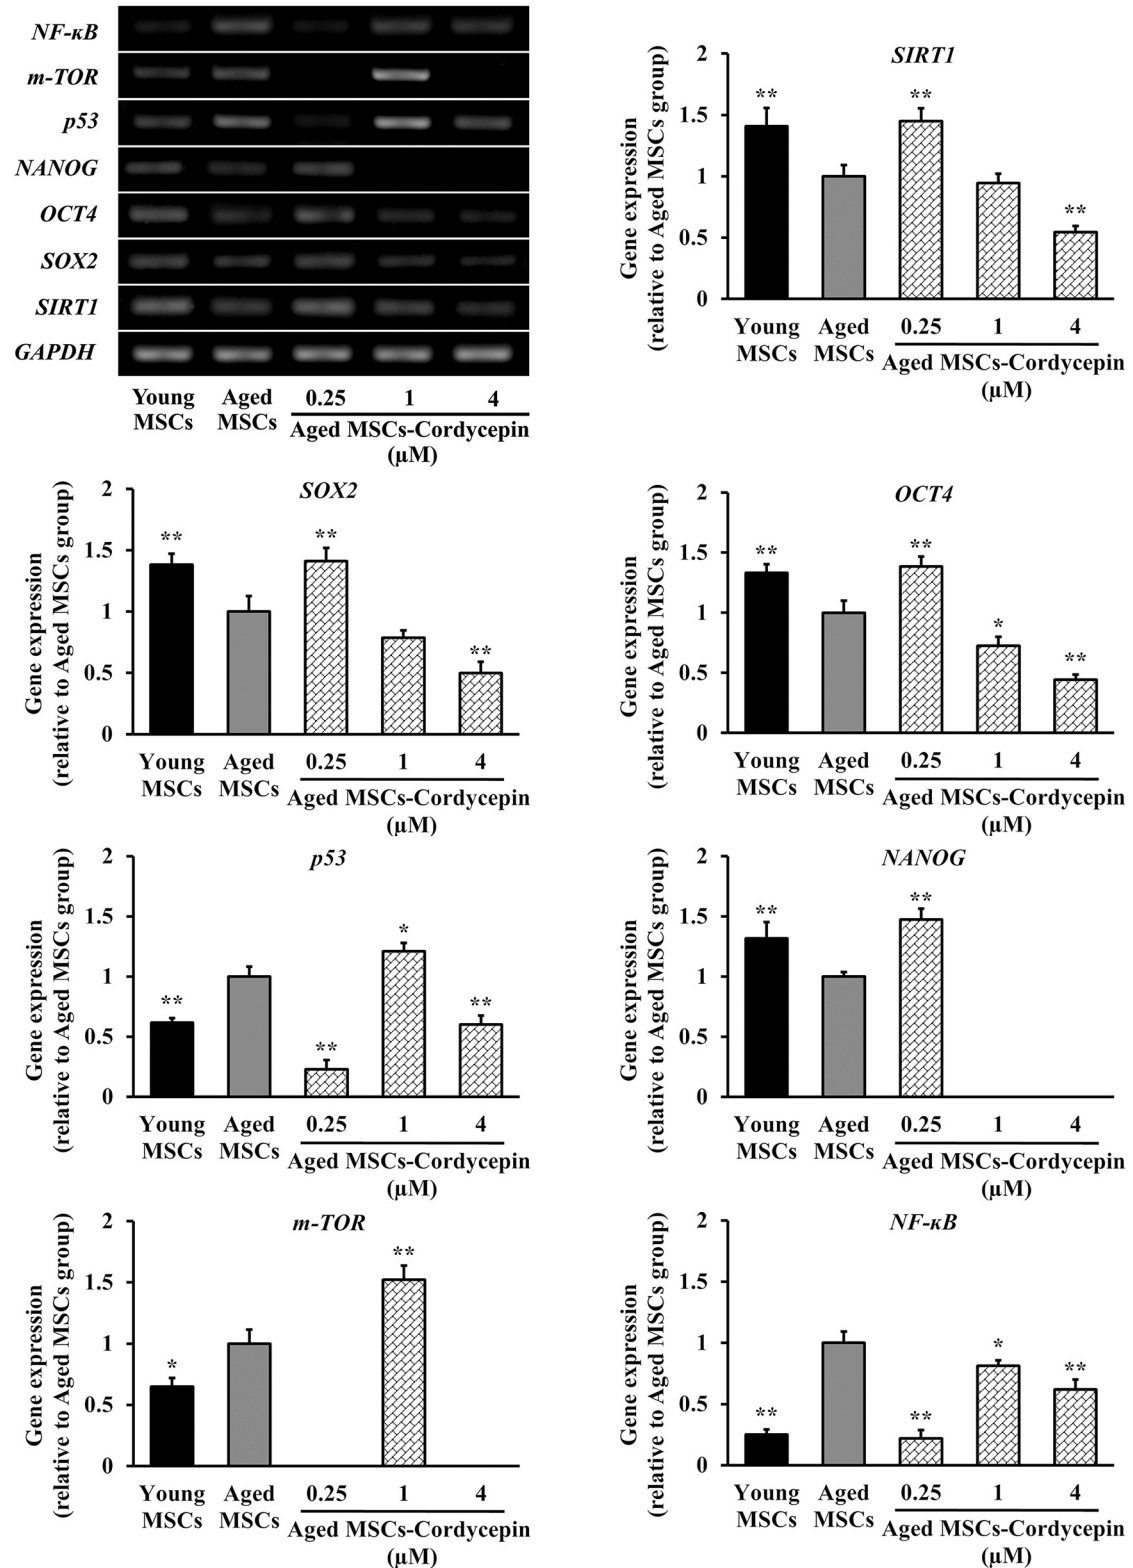 NF-κB
m-TOR
p53
NANOG
OCT4
SOX2
SIRT1
GAPDH
Young Aged 0.25 1 4
MSCs MSCs Aged MSCs-Cordycepin
(μM)
SIRT1
Gene expression
(relative to Aged MSCs group)
2
1.5
1
0.5
0
** ** **
Young Aged 0.25 1 4
MSCs MSCs Aged MSCs-Cordycepin
(μM)
SOX2
Gene expression
(relative to Aged MSCs group)
2
1.5
1
0.5
0
** ** **
Young Aged 0.25 1 4
MSCs MSCs Aged MSCs-Cordycepin
(μM)
OCT4
Gene expression
(relative to Aged MSCs group)
2
1.5
1
0.5
0
** ** * **
Young Aged 0.25 1 4
MSCs MSCs Aged MSCs-Cordycepin
(μM)
p53
Gene expression
(relative to Aged MSCs group)
2
1.5
1
0.5
0
** ** * **
Young Aged 0.25 1 4
MSCs MSCs Aged MSCs-Cordycepin
(μM)
NANOG
Gene expression
(relative to Aged MSCs group)
2
1.5
1
0.5
0
** **
Young Aged 0.25 1 4
MSCs MSCs Aged MSCs-Cordycepin
(μM)
m-TOR
Gene expression
(relative to Aged MSCs group)
2
1.5
1
0.5
0
* **
Young Aged 0.25 1 4
MSCs MSCs Aged MSCs-Cordycepin
(μM)
NF-κB
Gene expression
(relative to Aged MSCs group)
2
1.5
1
0.5
0
** ** * **
Young Aged 0.25 1 4
MSCs MSCs Aged MSCs-Cordycepin
(μM)